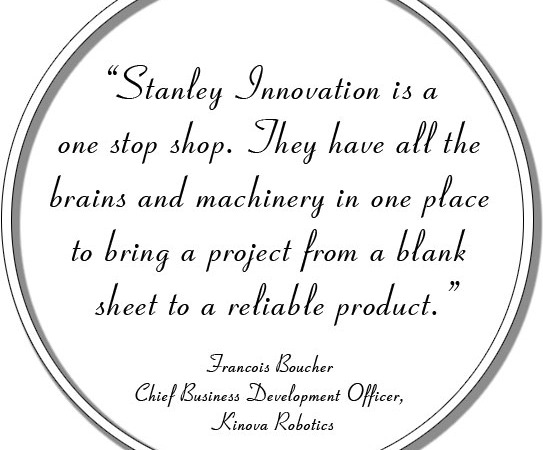 “Stanley Innovation is a
one stop shop. They have all the
brains and machinery in one place
to bring a project from a blank
sheet to a reliable product.”
Francois Boucher
Chief Business Development Officer,
Kinova Robotics